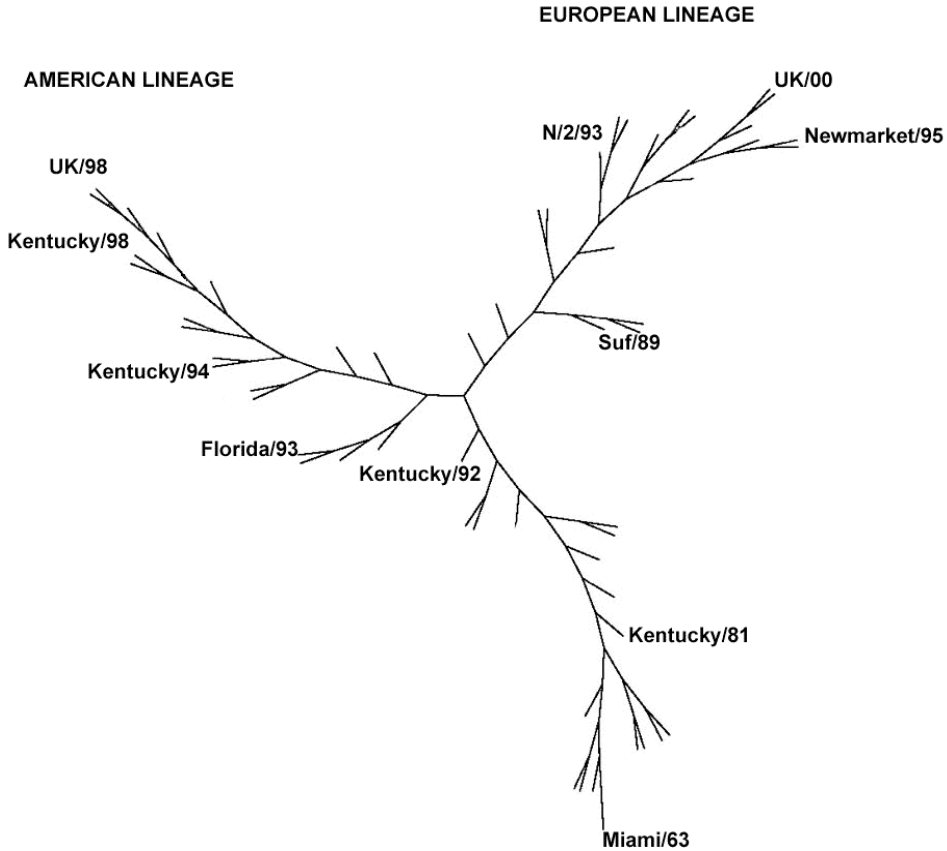 EUROPEAN LINEAGE
AMERICAN LINEAGE
UK/00
N/2/93
Newmarket/95
UK/98
Kentucky/98
Suf/89
Kentucky/94
Florida/93
Kentucky/92
Kentucky/81
Miami/63